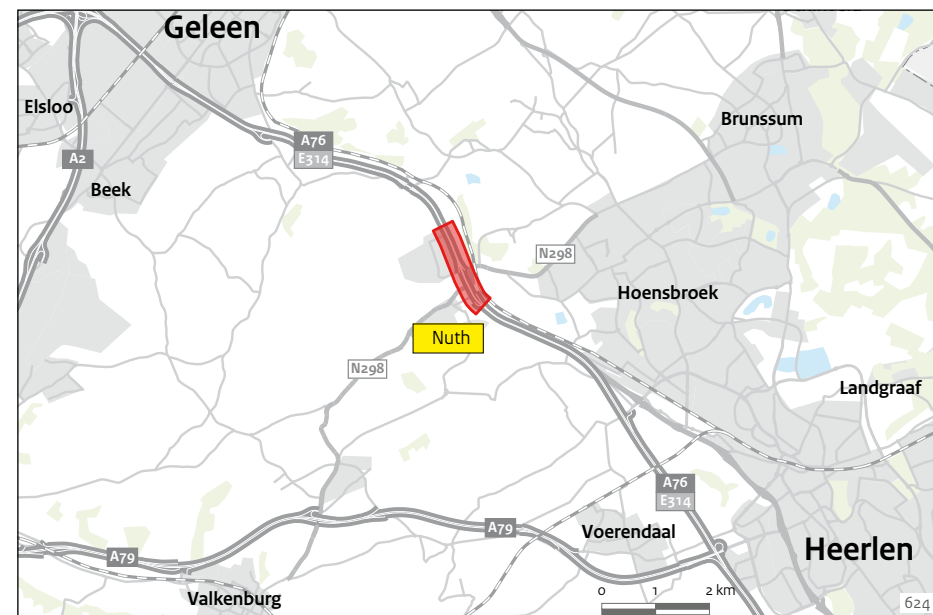 Geleen
Elsloo
A76
E314
Brunssum
A2
Beek
N298
Hoensbroek
Nuth
N298
Landgraaf
A76
E314
A79
Voerendaal
A79
Heerlen
0 1 2 km
Valkenburg
624